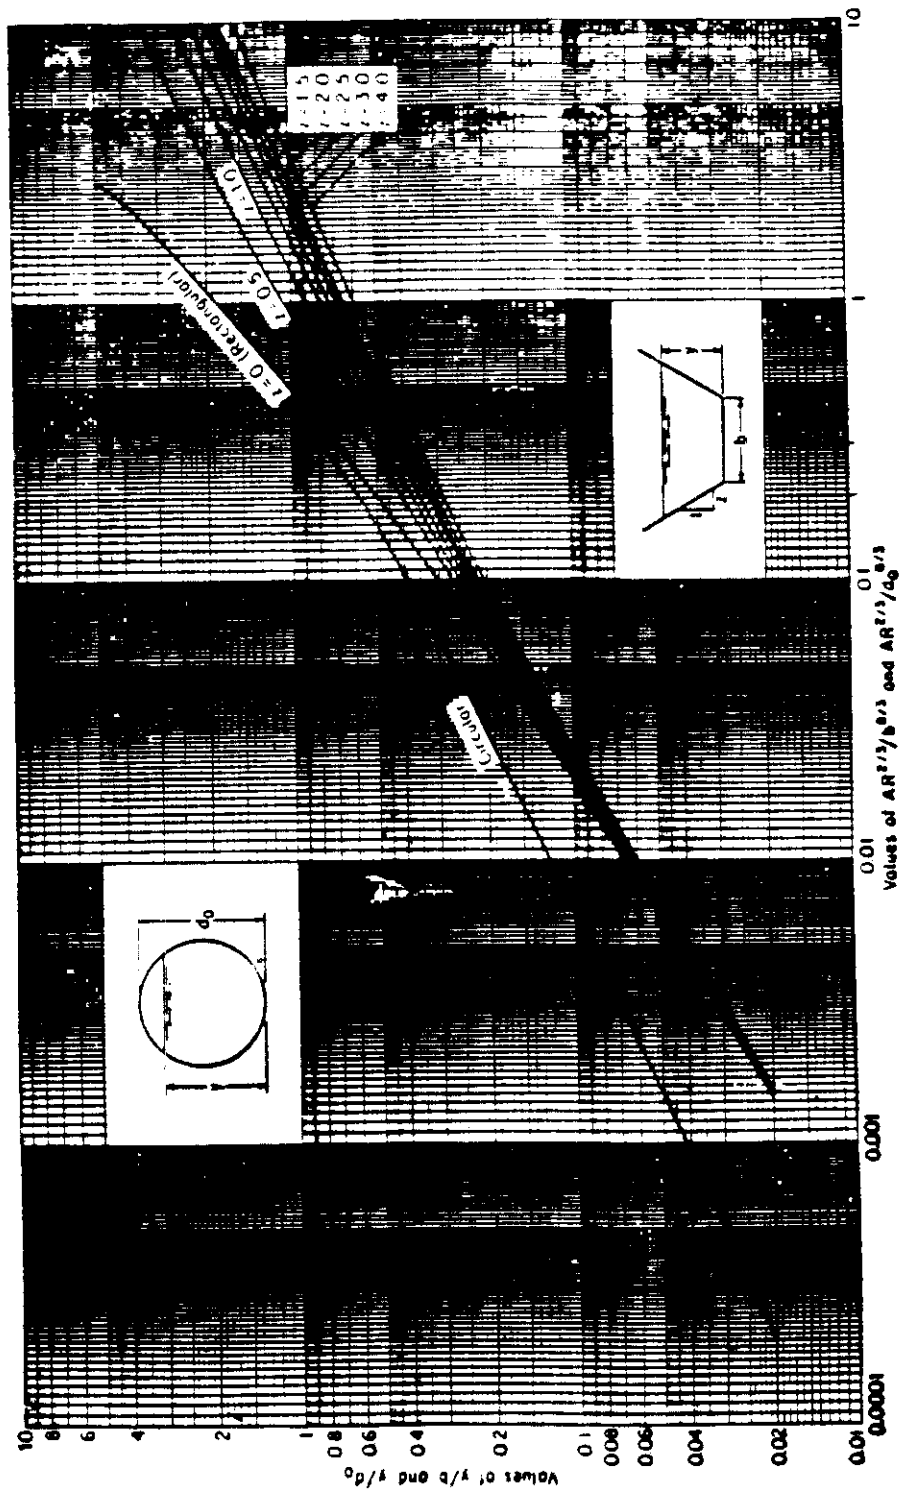 Values of y/b and y/d₀
10
8
6
4
2
1
0.8
0.6
0.4
0.2
0.1
0.08
0.06
0.04
0.02
0.01
0.0001
0.001
0.01
0.1
1
10
Values of AR^2/3/b^8/3 and AR^2/3/d₀^8/3
z=0 (Rectangular)
z=0.5
z=1.0
z=1.5
z=2.0
z=2.5
z=3.0
z=4.0
Circular
y
d₀
1
z
b
y